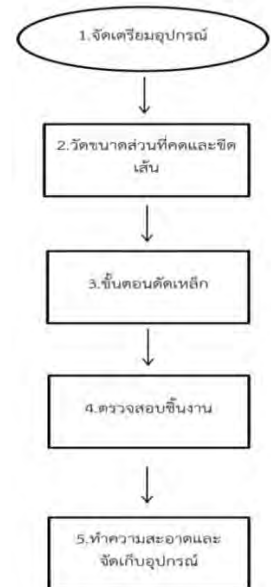 1.จัดเตรียมอุปกรณ์
2.วัดขนาดส่วนที่คดและขีด
เส้น
3.ขั้นตอนดัดเหล็ก
4.ตรวจสอบชิ้นงาน
5.ทำความสะอาดและ
จัดเก็บอุปกรณ์